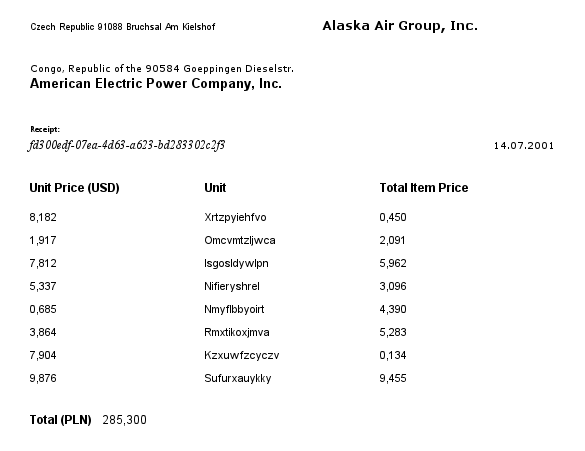 Czech Republic 91088 Bruchsal Am Kielshof
Alaska Air Group, Inc.
Congo, Republic of the 90584 Goeppingen Dieselstr.
American Electric Power Company, Inc.
Receipt:
fd300edf-07ea-4d63-a623-bd283302c2f3
14.07.2001
Unit Price (USD) Unit Total Item Price
8,182 Xrtzpyiehfvo 0,450
1,917 Omcvmtzljwca 2,091
7,812 Isgosldywlpn 5,962
5,337 Nifieryshrel 3,096
0,685 Nmyflbbyoirt 4,390
3,864 Rmxtikoxjmva 5,283
7,904 Kzxuwfzcyczv 0,134
9,876 Sufurxauykky 9,455
Total (PLN) 285,300